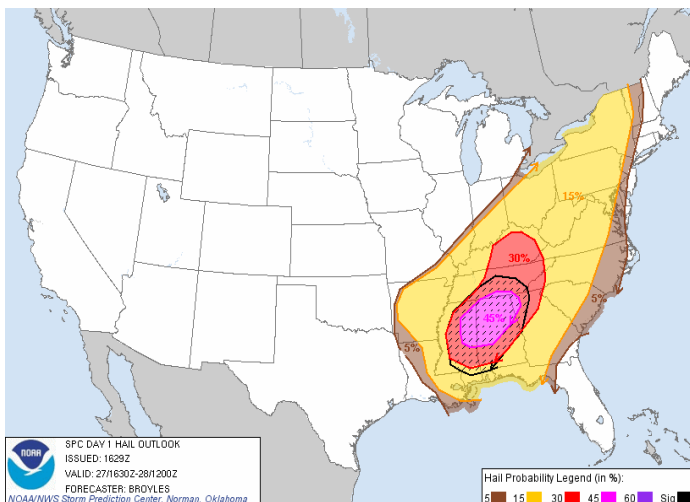 15%
30%
45%
5%
5%
NOAA
SPC DAY 1 HAIL OUTLOOK
ISSUED: 1629Z
VALID: 27/1630Z-28/1200Z
FORECASTER: BROYLES
NOAA/NWS Storm Prediction Center, Norman, Oklahoma
Hail Probability Legend (in %):
5 15 30 45 60 Sig